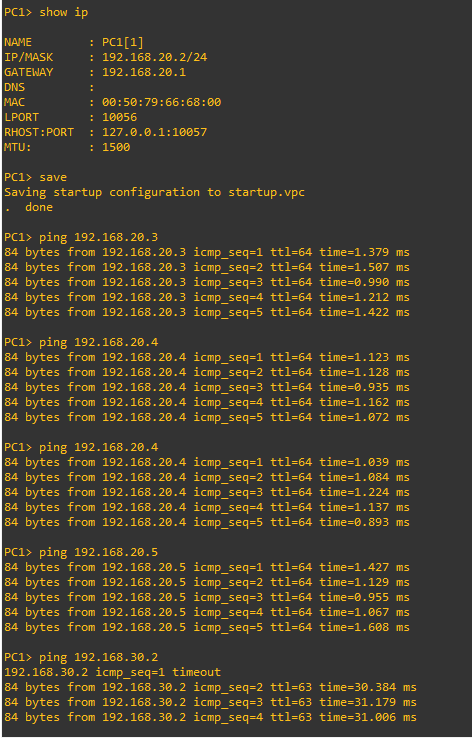 PC1> show ip
NAME        : PC1[1]
IP/MASK     : 192.168.20.2/24
GATEWAY     : 192.168.20.1
DNS         :
MAC         : 00:50:79:66:68:00
LPORT       : 10056
RHOST:PORT  : 127.0.0.1:10057
MTU:        : 1500
PC1> save
Saving startup configuration to startup.vpc
.  done
PC1> ping 192.168.20.3
84 bytes from 192.168.20.3 icmp_seq=1 ttl=64 time=1.379 ms
84 bytes from 192.168.20.3 icmp_seq=2 ttl=64 time=1.507 ms
84 bytes from 192.168.20.3 icmp_seq=3 ttl=64 time=0.990 ms
84 bytes from 192.168.20.3 icmp_seq=4 ttl=64 time=1.212 ms
84 bytes from 192.168.20.3 icmp_seq=5 ttl=64 time=1.422 ms
PC1> ping 192.168.20.4
84 bytes from 192.168.20.4 icmp_seq=1 ttl=64 time=1.123 ms
84 bytes from 192.168.20.4 icmp_seq=2 ttl=64 time=1.128 ms
84 bytes from 192.168.20.4 icmp_seq=3 ttl=64 time=0.935 ms
84 bytes from 192.168.20.4 icmp_seq=4 ttl=64 time=1.162 ms
84 bytes from 192.168.20.4 icmp_seq=5 ttl=64 time=1.072 ms
PC1> ping 192.168.20.4
84 bytes from 192.168.20.4 icmp_seq=1 ttl=64 time=1.039 ms
84 bytes from 192.168.20.4 icmp_seq=2 ttl=64 time=1.084 ms
84 bytes from 192.168.20.4 icmp_seq=3 ttl=64 time=1.224 ms
84 bytes from 192.168.20.4 icmp_seq=4 ttl=64 time=1.137 ms
84 bytes from 192.168.20.4 icmp_seq=5 ttl=64 time=0.893 ms
PC1> ping 192.168.20.5
84 bytes from 192.168.20.5 icmp_seq=1 ttl=64 time=1.427 ms
84 bytes from 192.168.20.5 icmp_seq=2 ttl=64 time=1.129 ms
84 bytes from 192.168.20.5 icmp_seq=3 ttl=64 time=0.955 ms
84 bytes from 192.168.20.5 icmp_seq=4 ttl=64 time=1.067 ms
84 bytes from 192.168.20.5 icmp_seq=5 ttl=64 time=1.608 ms
PC1> ping 192.168.30.2
192.168.30.2 icmp_seq=1 timeout
84 bytes from 192.168.30.2 icmp_seq=2 ttl=63 time=30.384 ms
84 bytes from 192.168.30.2 icmp_seq=3 ttl=63 time=31.179 ms
84 bytes from 192.168.30.2 icmp_seq=4 ttl=63 time=31.006 ms